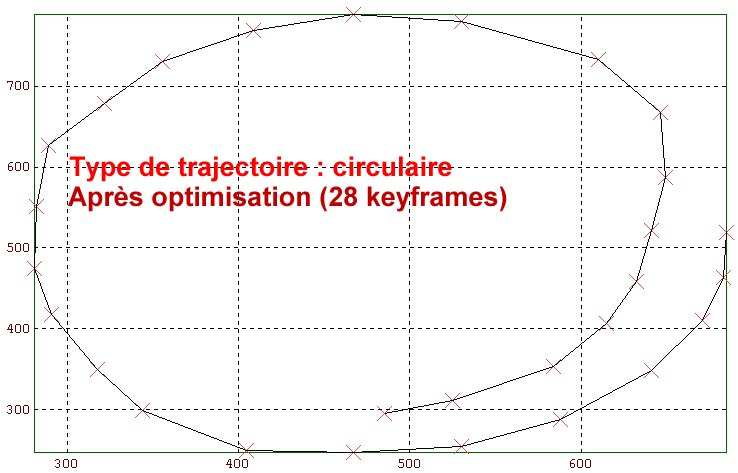 700
600
Type de trajectoire : circulaire
Après optimisation (28 keyframes)
500
400
300
300 400 500 600